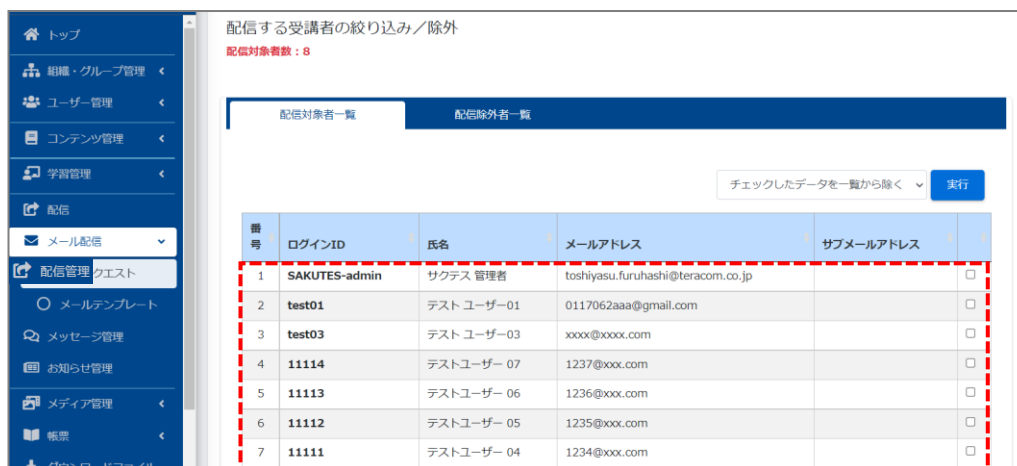 トップ
組織・グループ管理
ユーザー管理
コンテンツ管理
学習管理
配信
メール配信
配信管理
クエスト
メールテンプレート
メッセージ管理
お知らせ管理
メディア管理
帳票
配信する受講者の絞り込み／除外
配信対象者数：8
配信対象者一覧 配信除外者一覧
チェックしたデータを一覧から除く 実行
番号 ログインID 氏名 メールアドレス サブメールアドレス
1 SAKUTES-admin サクテス 管理者 toshiyasu.furuhashi@teracom.co.jp
2 test01 テスト ユーザー01 0117062aaa@gmail.com
3 test03 テスト ユーザー03 xxxx@xxxx.com
4 11114 テストユーザー 07 1237@xxx.com
5 11113 テストユーザー 06 1236@xxx.com
6 11112 テストユーザー 05 1235@xxx.com
7 11111 テストユーザー 04 1234@xxx.com